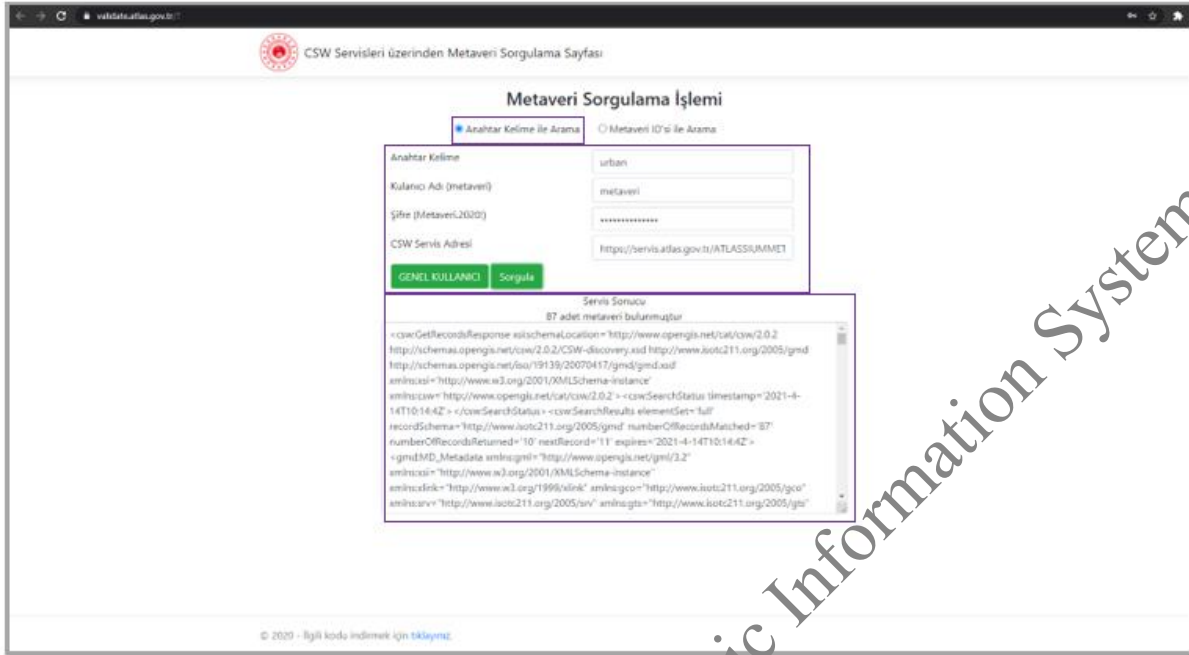 validate.atlas.gov.tr/
CSW Servisleri üzerinden Metaveri Sorgulama Sayfası
Metaveri Sorgulama İşlemi
Anahtar Kelime ile Arama Metaveri ID'si ile Arama
Anahtar Kelime urban
Kulanıcı Adı (metaveri) metaveri
Şifre (Metaveri.2020!) ••••••••••••••
CSW Servis Adresi https://servis.atlas.gov.tr/ATLASSIUMMET
GENEL KULLANICI Sorgula
Servis Sonucu
87 adet metaveri bulunmuştur
<csw:GetRecordsResponse xsi:schemaLocation='http://www.opengis.net/cat/csw/2.0.2
http://schemas.opengis.net/csw/2.0.2/CSW-discovery.xsd http://www.isotc211.org/2005/gmd
http://schemas.opengis.net/iso/19139/20070417/gmd/gmd.xsd'
xmlns:xsi='http://www.w3.org/2001/XMLSchema-instance'
xmlns:csw='http://www.opengis.net/cat/csw/2.0.2'> <csw:SearchStatus timestamp='2021-4-
14T10:14:4Z'> </csw:SearchStatus> <csw:SearchResults elementSet='full'
recordSchema='http://www.isotc211.org/2005/gmd' numberOfRecordsMatched='87'
numberOfRecordsReturned='10' nextRecord='11' expires='2021-4-14T10:14:4Z'>
<gmd:MD_Metadata xmlns:gml="http://www.opengis.net/gml/3.2"
xmlns:xsi="http://www.w3.org/2001/XMLSchema-instance"
xmlns:xlink="http://www.w3.org/1999/xlink" xmlns:gco="http://www.isotc211.org/2005/gco"
xmlns:srv="http://www.isotc211.org/2005/srv" xmlns:gts="http://www.isotc211.org/2005/gts"
© 2020 - İlgili kodu indirmek için tıklayınız.
ic Information System